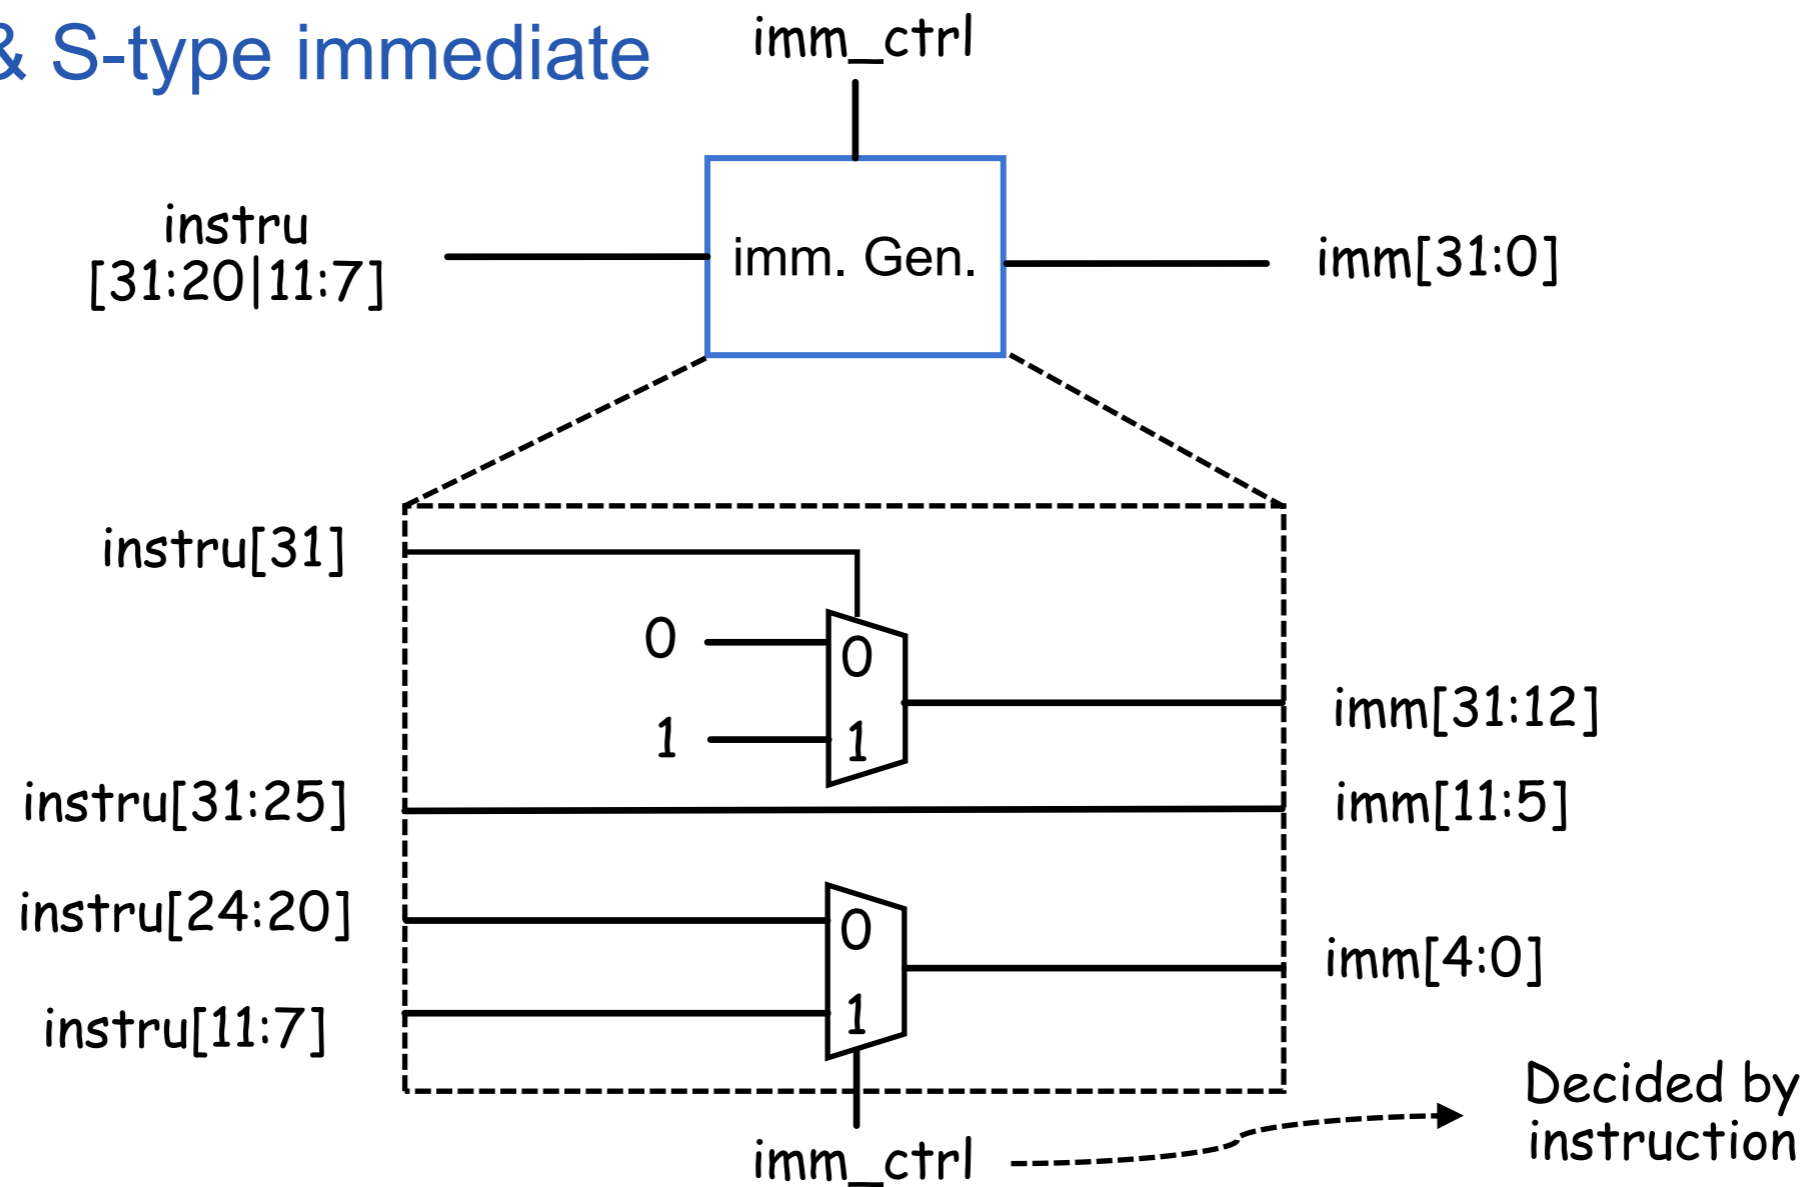 & S-type immediate
imm_ctrl
instru
[31:20|11:7]
imm. Gen.
imm[31:0]
instru[31]
0
0
1
1
imm[31:12]
instru[31:25]
imm[11:5]
instru[24:20]
0
imm[4:0]
instru[11:7]
1
Decided by
instruction
imm_ctrl